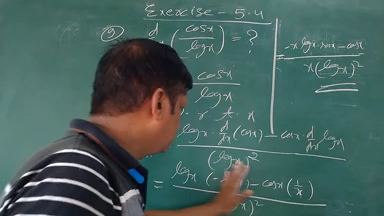 Exercise - 5.4
⑨ d/dx (cosx/logx) = ?
cosx/logx
w. r. t. x
logx · d/dx (cosx) - cosx · d/dx logx
(logx)²
= logx (- ) - cosx (1/x)
x)²
-x logx · sinx - cosx
x (logx)²